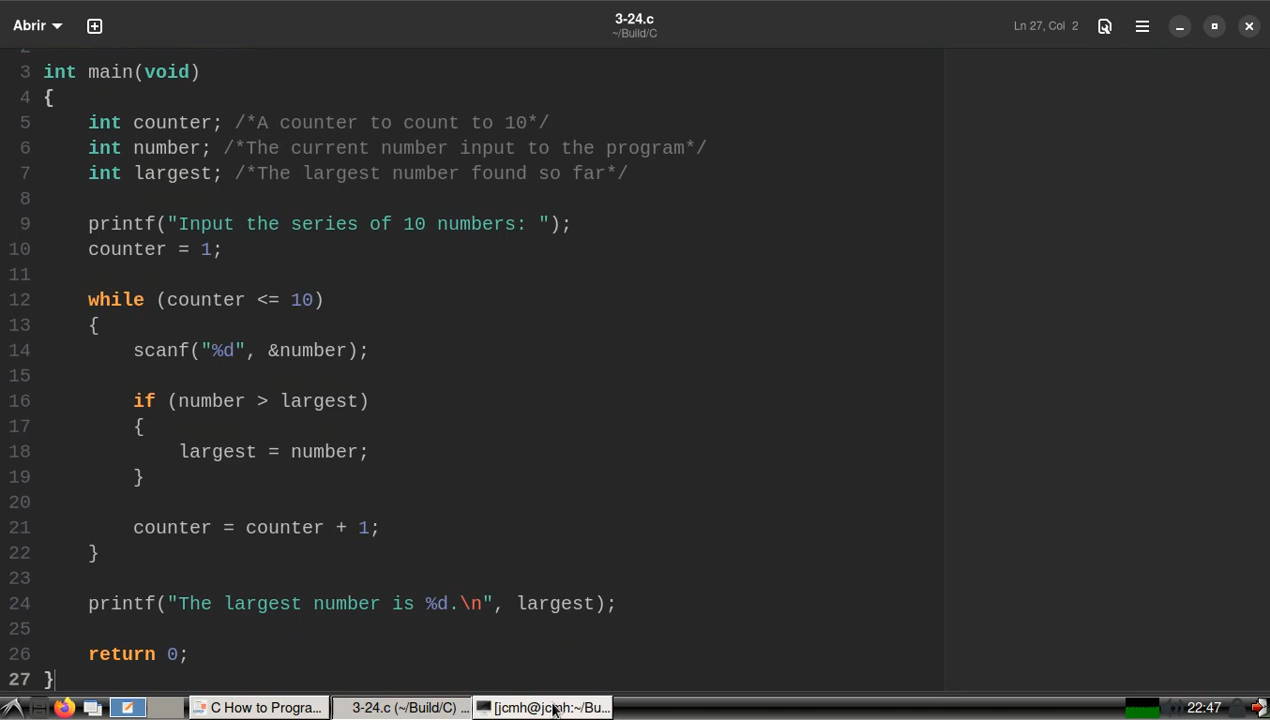 Abrir
3-24.c
~/Build/C
Ln 27, Col 2
3 int main(void)
4 {
5 int counter; /*A counter to count to 10*/
6 int number; /*The current number input to the program*/
7 int largest; /*The largest number found so far*/
8
9 printf("Input the series of 10 numbers: ");
10 counter = 1;
11
12 while (counter <= 10)
13 {
14 scanf("%d", &number);
15
16 if (number > largest)
17 {
18 largest = number;
19 }
20
21 counter = counter + 1;
22 }
23
24 printf("The largest number is %d.\n", largest);
25
26 return 0;
27 }
C How to Progra...
3-24.c (~/Build/C) ...
[jcmh@jcmh:~/Bu...
22:47